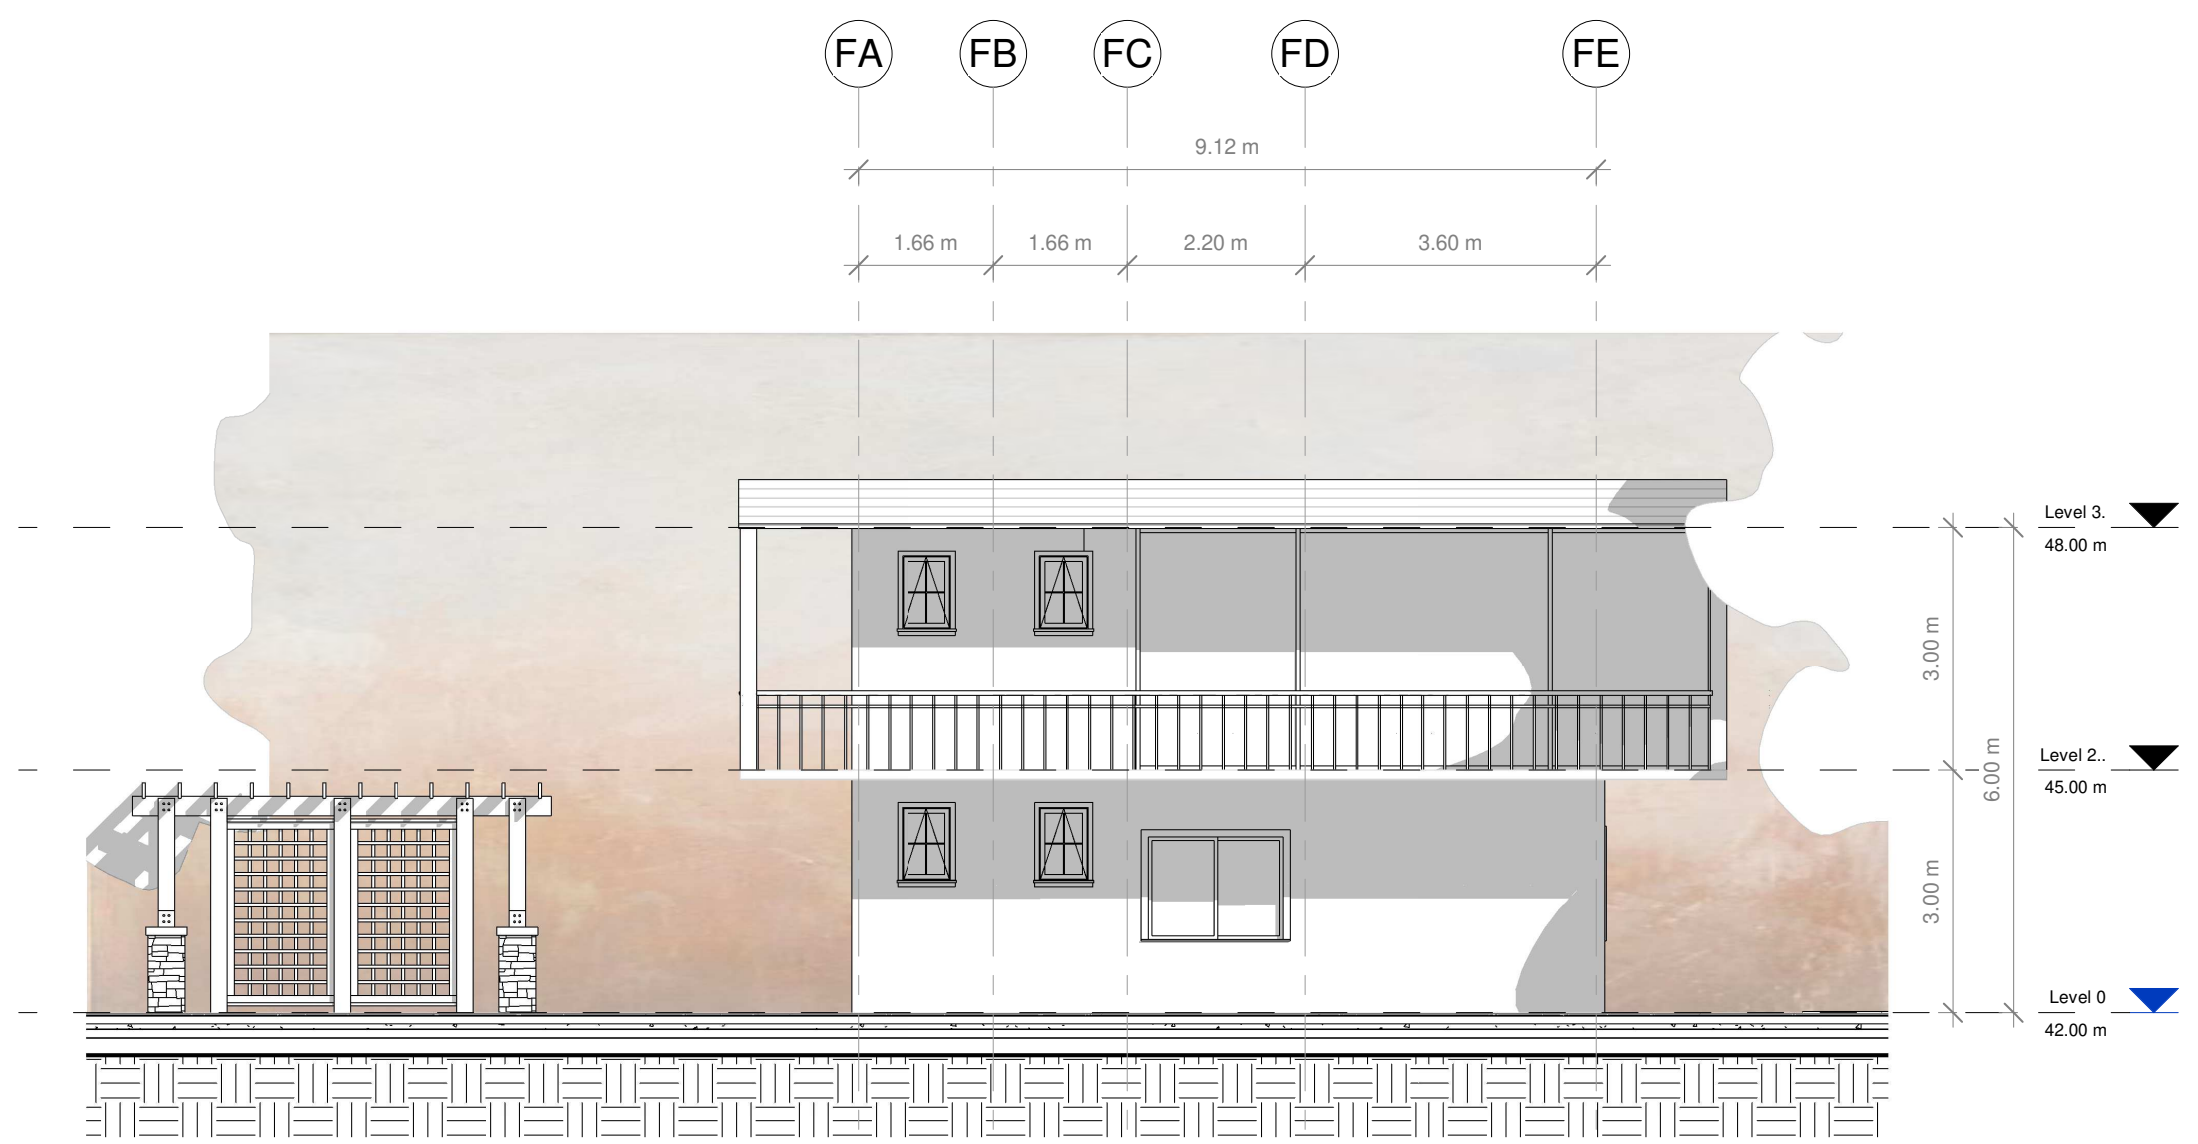 FA FB FC FD FE
9.12 m
1.66 m 1.66 m 2.20 m 3.60 m
Level 3.
48.00 m
3.00 m
Level 2..
45.00 m
6.00 m
3.00 m
Level 0
42.00 m